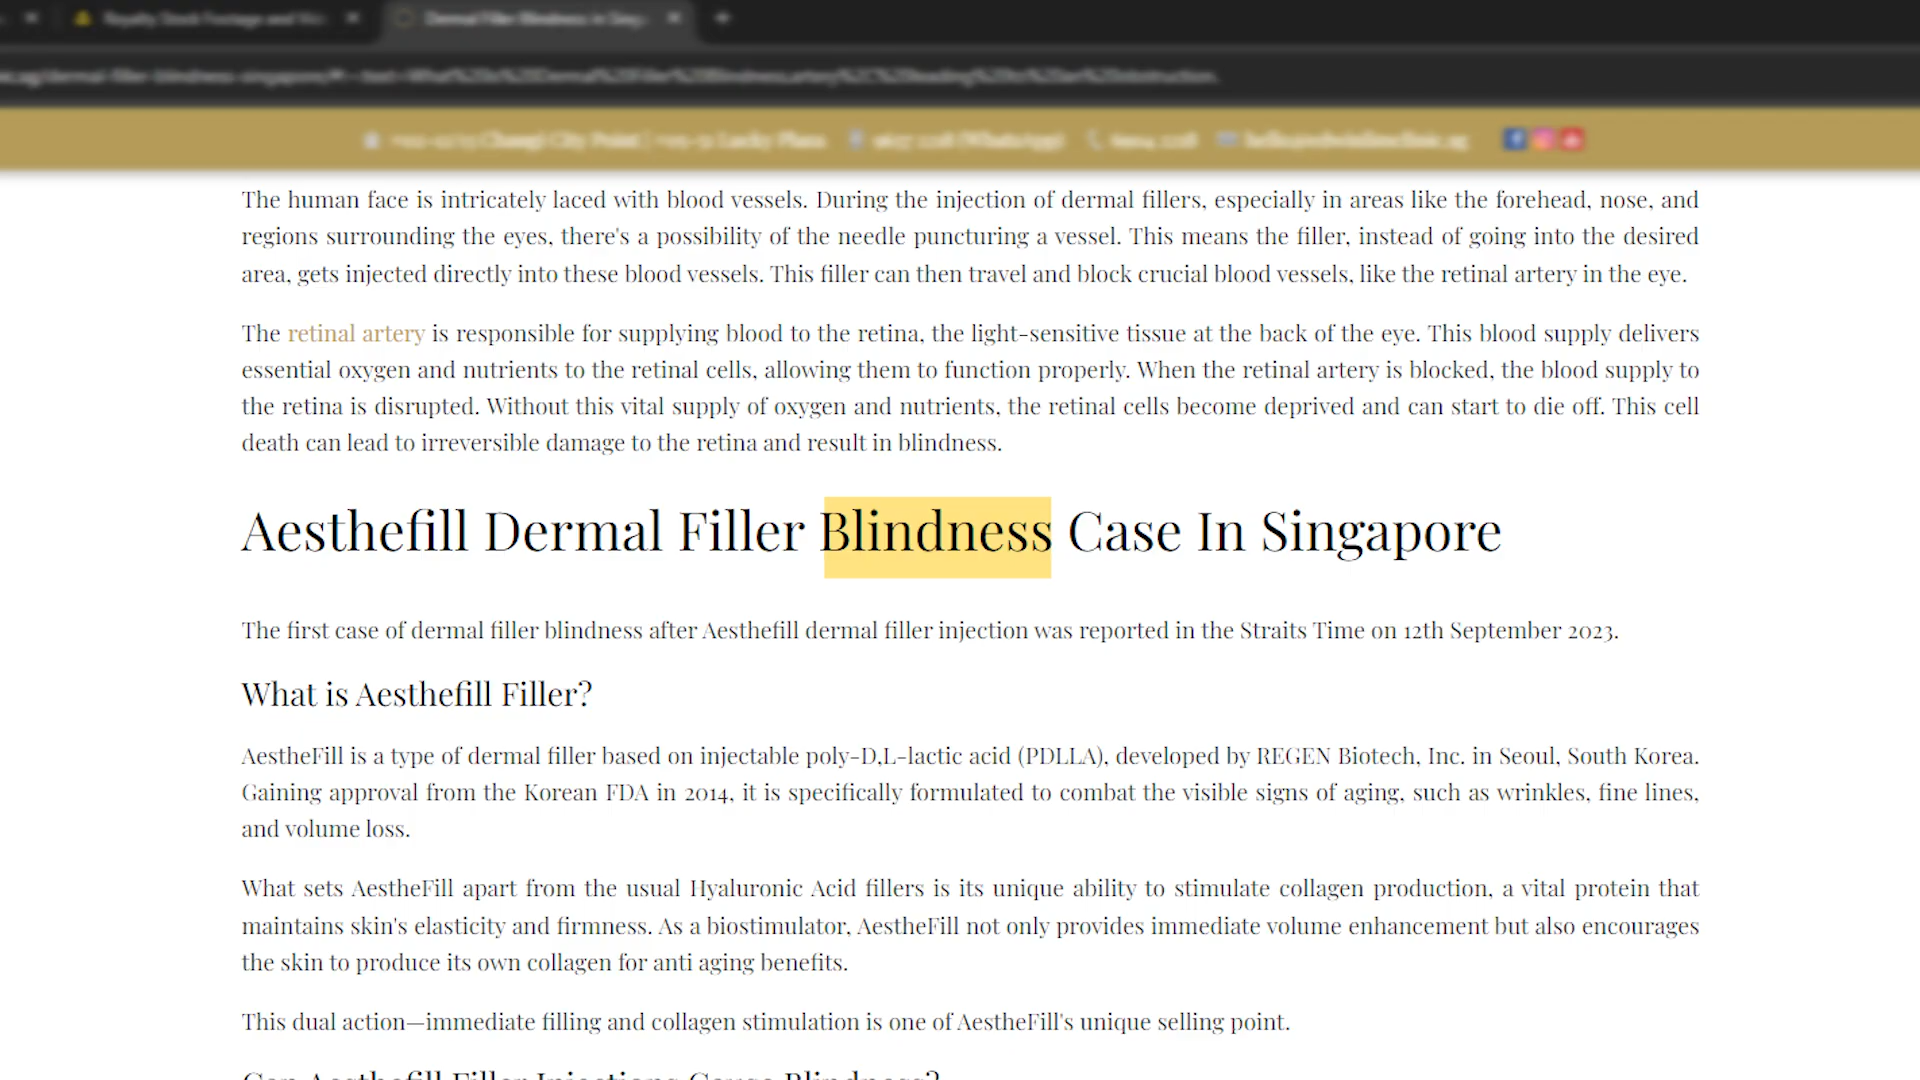 Dermal Filler Blindness in Sing
The human face is intricately laced with blood vessels. During the injection of dermal fillers, especially in areas like the forehead, nose, and
regions surrounding the eyes, there's a possibility of the needle puncturing a vessel. This means the filler, instead of going into the desired
area, gets injected directly into these blood vessels. This filler can then travel and block crucial blood vessels, like the retinal artery in the eye.
The retinal artery is responsible for supplying blood to the retina, the light-sensitive tissue at the back of the eye. This blood supply delivers
essential oxygen and nutrients to the retinal cells, allowing them to function properly. When the retinal artery is blocked, the blood supply to
the retina is disrupted. Without this vital supply of oxygen and nutrients, the retinal cells become deprived and can start to die off. This cell
death can lead to irreversible damage to the retina and result in blindness.
Aesthefill Dermal Filler Blindness Case In Singapore
The first case of dermal filler blindness after Aesthefill dermal filler injection was reported in the Straits Time on 12th September 2023.
What is Aesthefill Filler?
AestheFill is a type of dermal filler based on injectable poly-D,L-lactic acid (PDLLA), developed by REGEN Biotech, Inc. in Seoul, South Korea.
Gaining approval from the Korean FDA in 2014, it is specifically formulated to combat the visible signs of aging, such as wrinkles, fine lines,
and volume loss.
What sets AestheFill apart from the usual Hyaluronic Acid fillers is its unique ability to stimulate collagen production, a vital protein that
maintains skin's elasticity and firmness. As a biostimulator, AestheFill not only provides immediate volume enhancement but also encourages
the skin to produce its own collagen for anti aging benefits.
This dual action—immediate filling and collagen stimulation is one of AestheFill's unique selling point.
Can Aesthefill Filler Injections Cause Blindness?